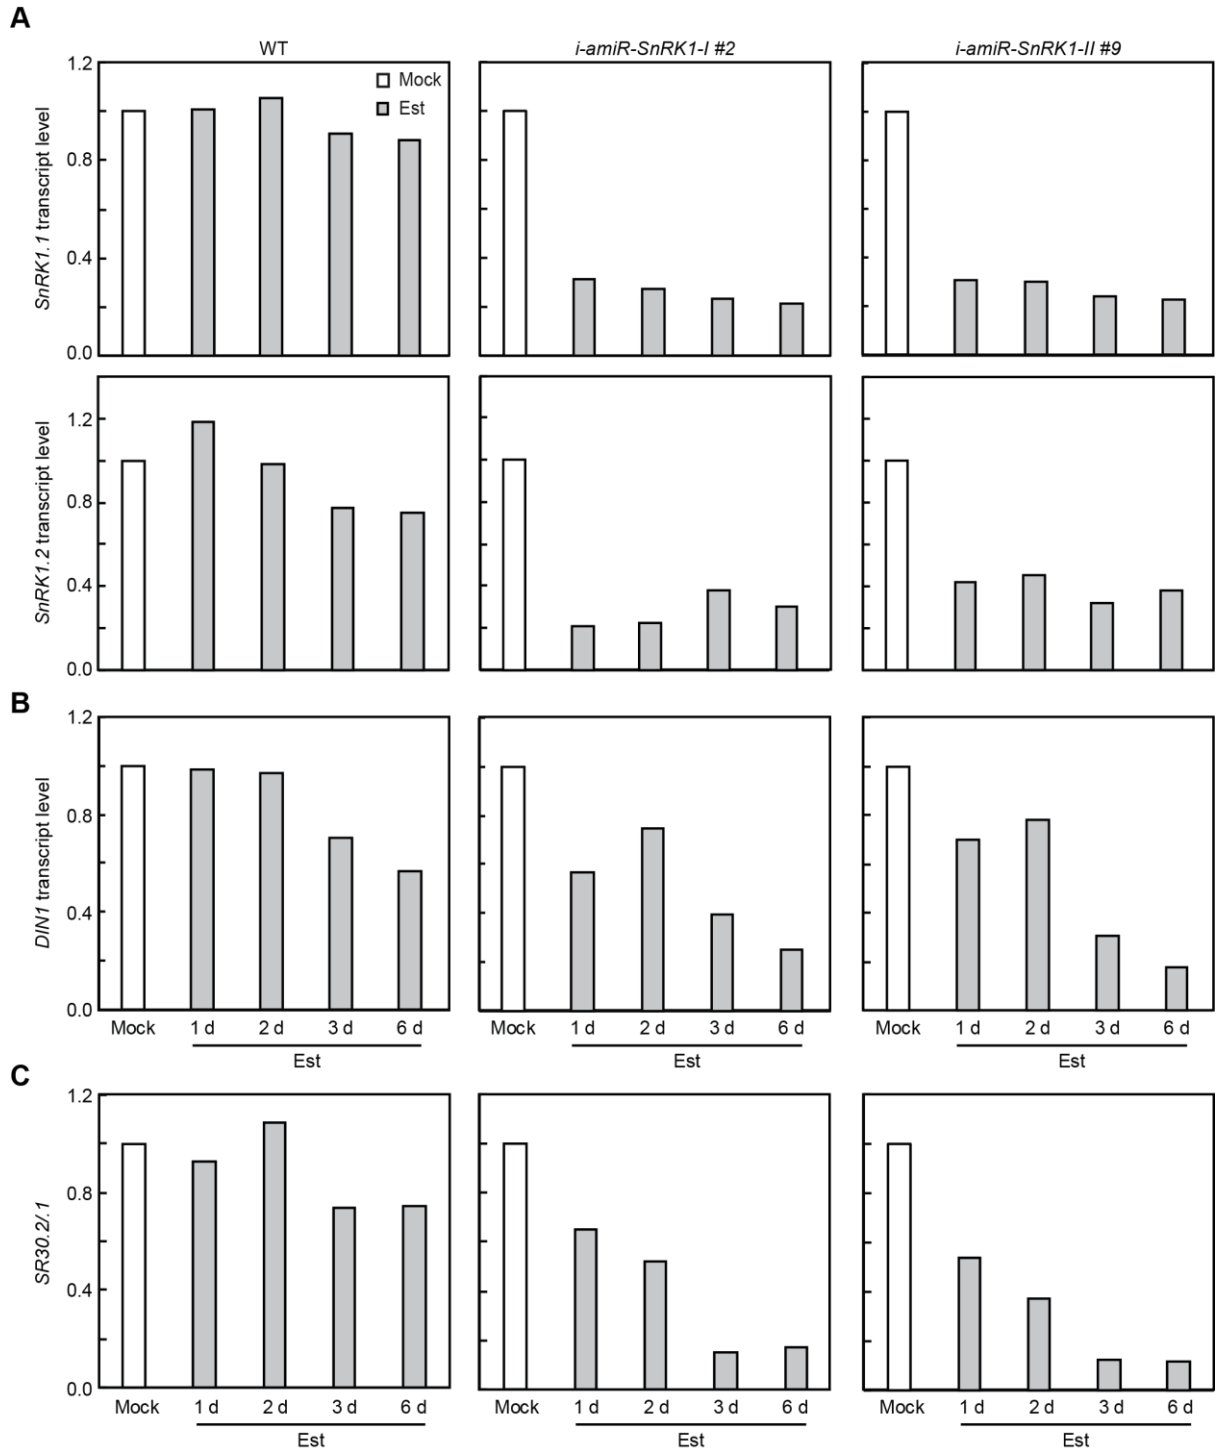 A
WT
i-amiR-SnRK1-I #2
i-amiR-SnRK1-II #9
Mock
Est
SnRK1.1 transcript level
1.2
0.8
0.4
0.0
SnRK1.2 transcript level
1.2
0.8
0.4
0.0
B
DIN1 transcript level
1.2
0.8
0.4
0.0
Mock 1 d 2 d 3 d 6 d
Est
Mock 1 d 2 d 3 d 6 d
Est
Mock 1 d 2 d 3 d 6 d
Est
C
SR30.2/.1
1.2
0.8
0.4
0.0
Mock 1 d 2 d 3 d 6 d
Est
Mock 1 d 2 d 3 d 6 d
Est
Mock 1 d 2 d 3 d 6 d
Est